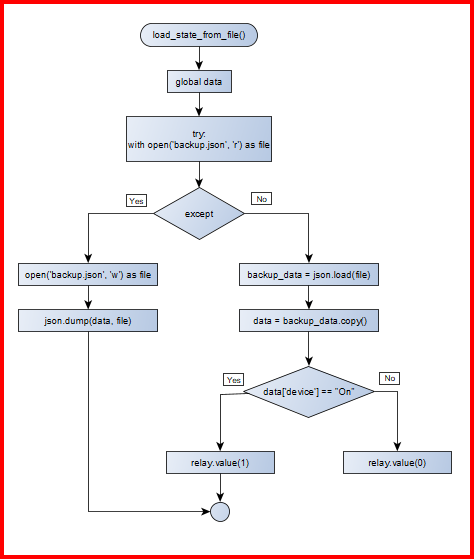 load_state_from_file()
global data
try:
with open('backup.json', 'r') as file
except
Yes
No
open('backup.json', 'w') as file
backup_data = json.load(file)
json.dump(data, file)
data = backup_data.copy()
data['device'] == "On"
Yes
No
relay.value(1)
relay.value(0)